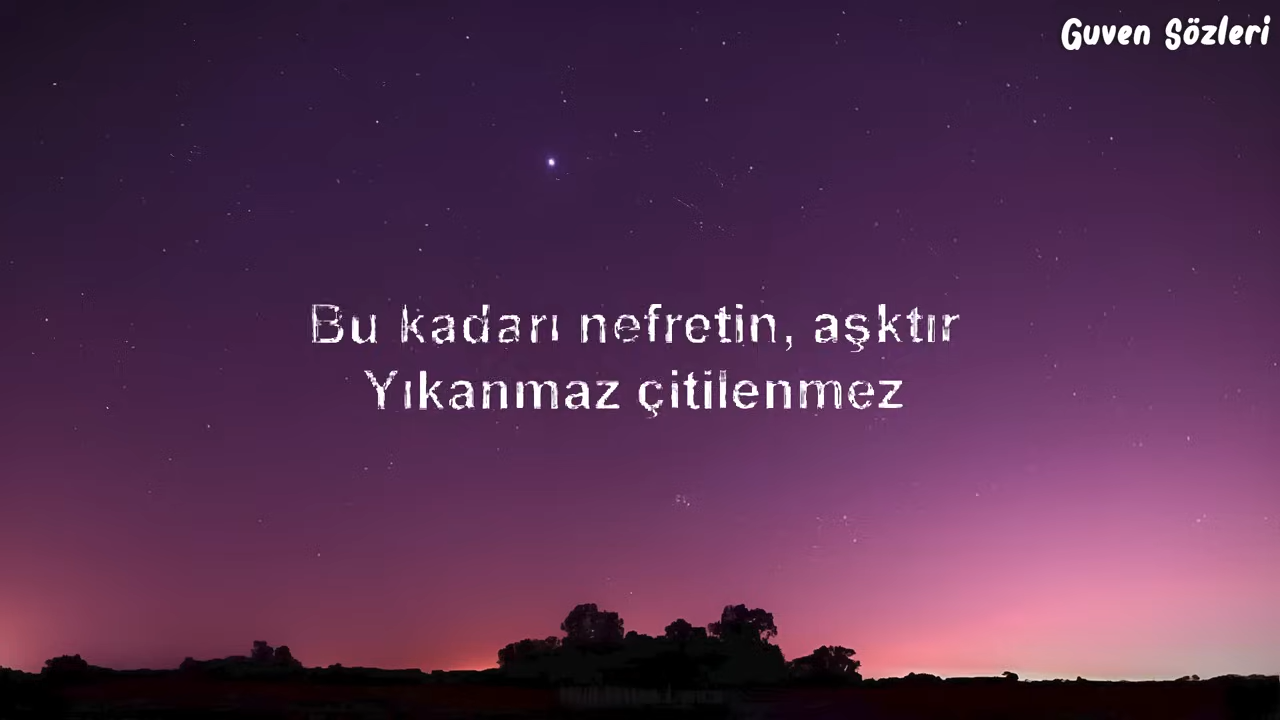 Guven Sözleri
Bu kadarı nefretin, aşktır
Yıkanmaz çitilenmez